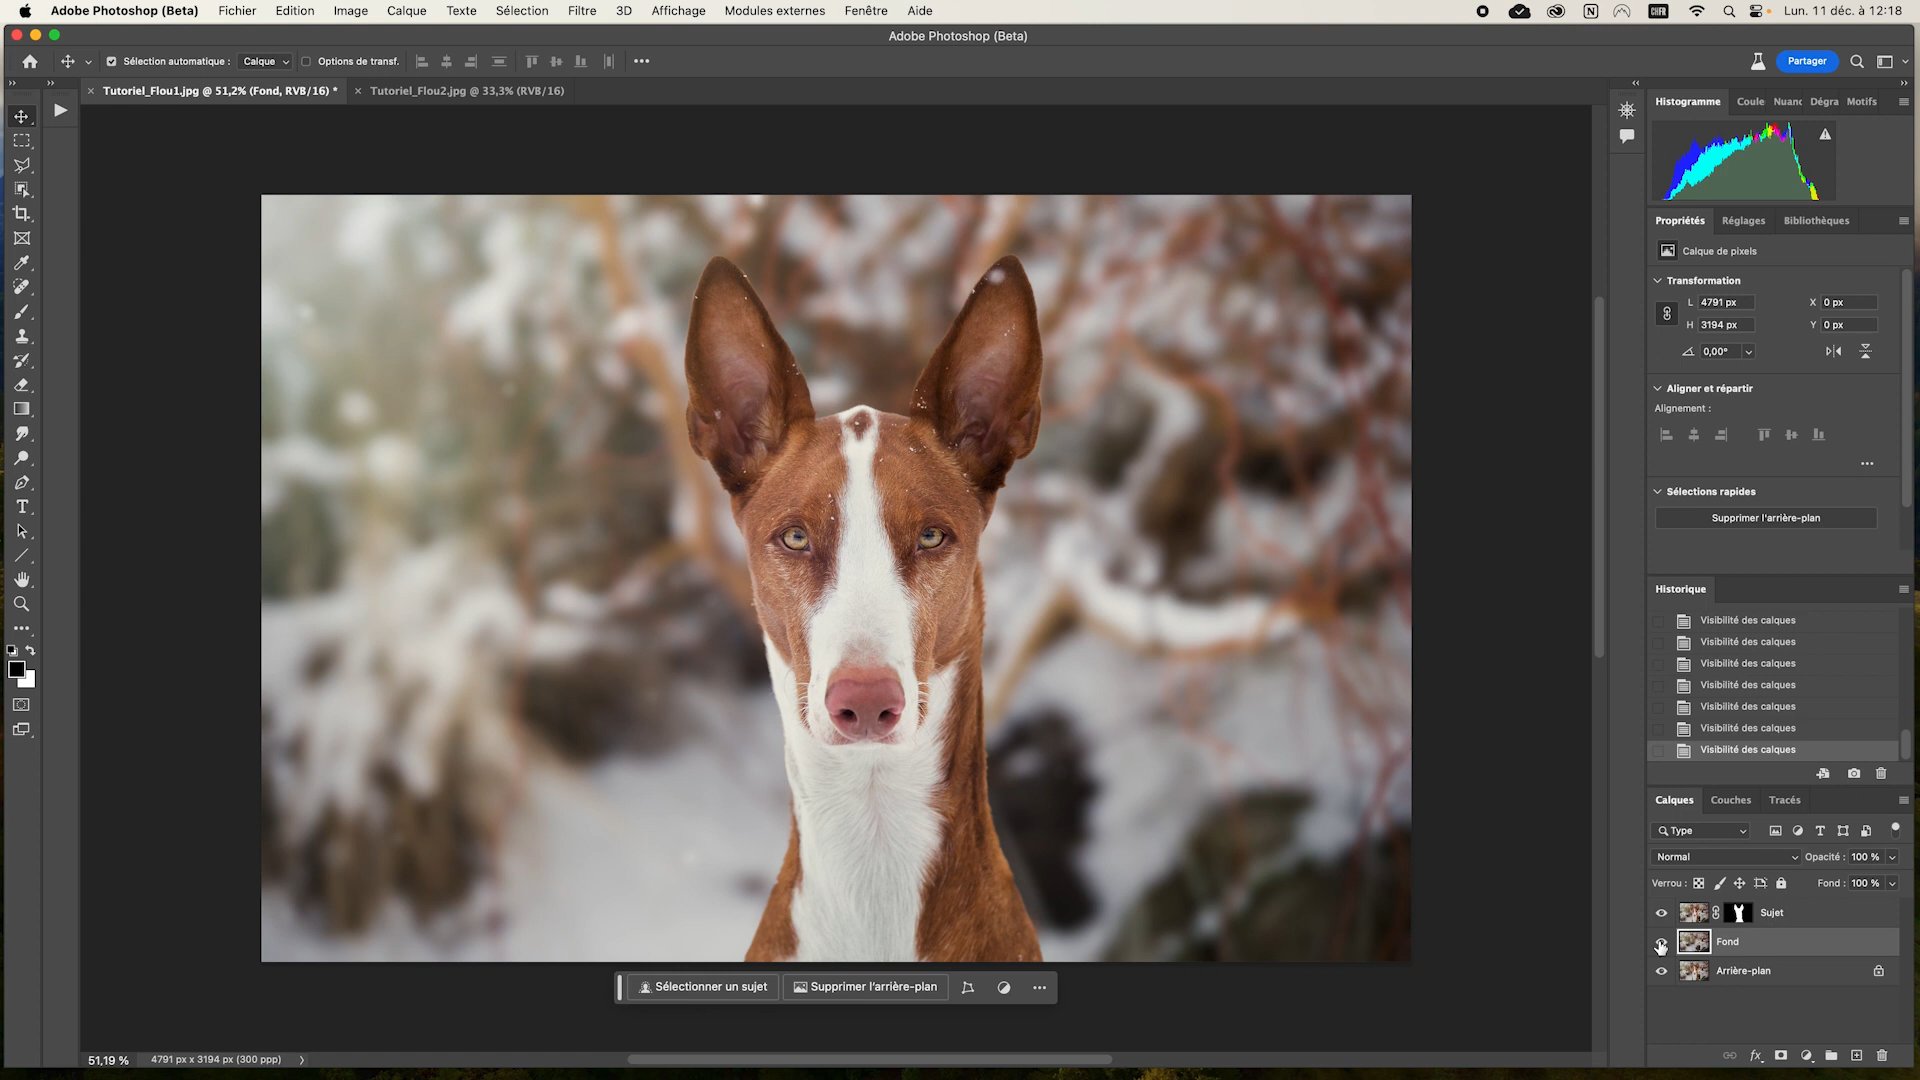 Adobe Photoshop (Beta) Fichier Edition Image Calque Texte Sélection Filtre 3D Affichage Modules externes Fenêtre Aide CHFR Lun. 11 déc. à 12:18
Adobe Photoshop (Beta)
Sélection automatique : Calque Options de transf. Partager
Tutoriel_Flou1.jpg @ 51,2% (Fond, RVB/16) * Tutoriel_Flou2.jpg @ 33,3% (RVB/16)
Histogramme Coule Nuanc Dégra Motifs
Propriétés Réglages Bibliothèques
Calque de pixels
Transformation
L 4791 px X 0 px
H 3194 px Y 0 px
0,00°
Aligner et répartir
Alignement :
Sélections rapides
Supprimer l'arrière-plan
Historique
Visibilité des calques
Visibilité des calques
Visibilité des calques
Visibilité des calques
Visibilité des calques
Visibilité des calques
Visibilité des calques
Calques Couches Tracés
Type
Normal Opacité : 100 %
Verrou : Fond : 100 %
Sujet
Fond
Arrière-plan
Sélectionner un sujet Supprimer l'arrière-plan
51,19 % 4791 px x 3194 px (300 ppp)